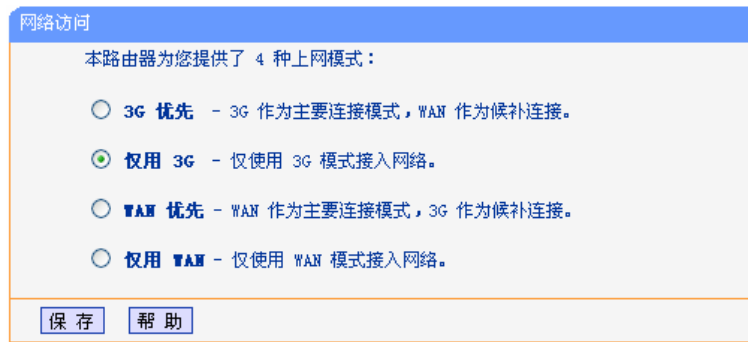 网络访问
本路由器为您提供了 4 种上网模式：
3G 优先 - 3G 作为主要连接模式，WAN 作为候补连接。
仅用 3G - 仅使用 3G 模式接入网络。
WAN 优先 - WAN 作为主要连接模式，3G 作为候补连接。
仅用 WAN - 仅使用 WAN 模式接入网络。
保 存 帮 助